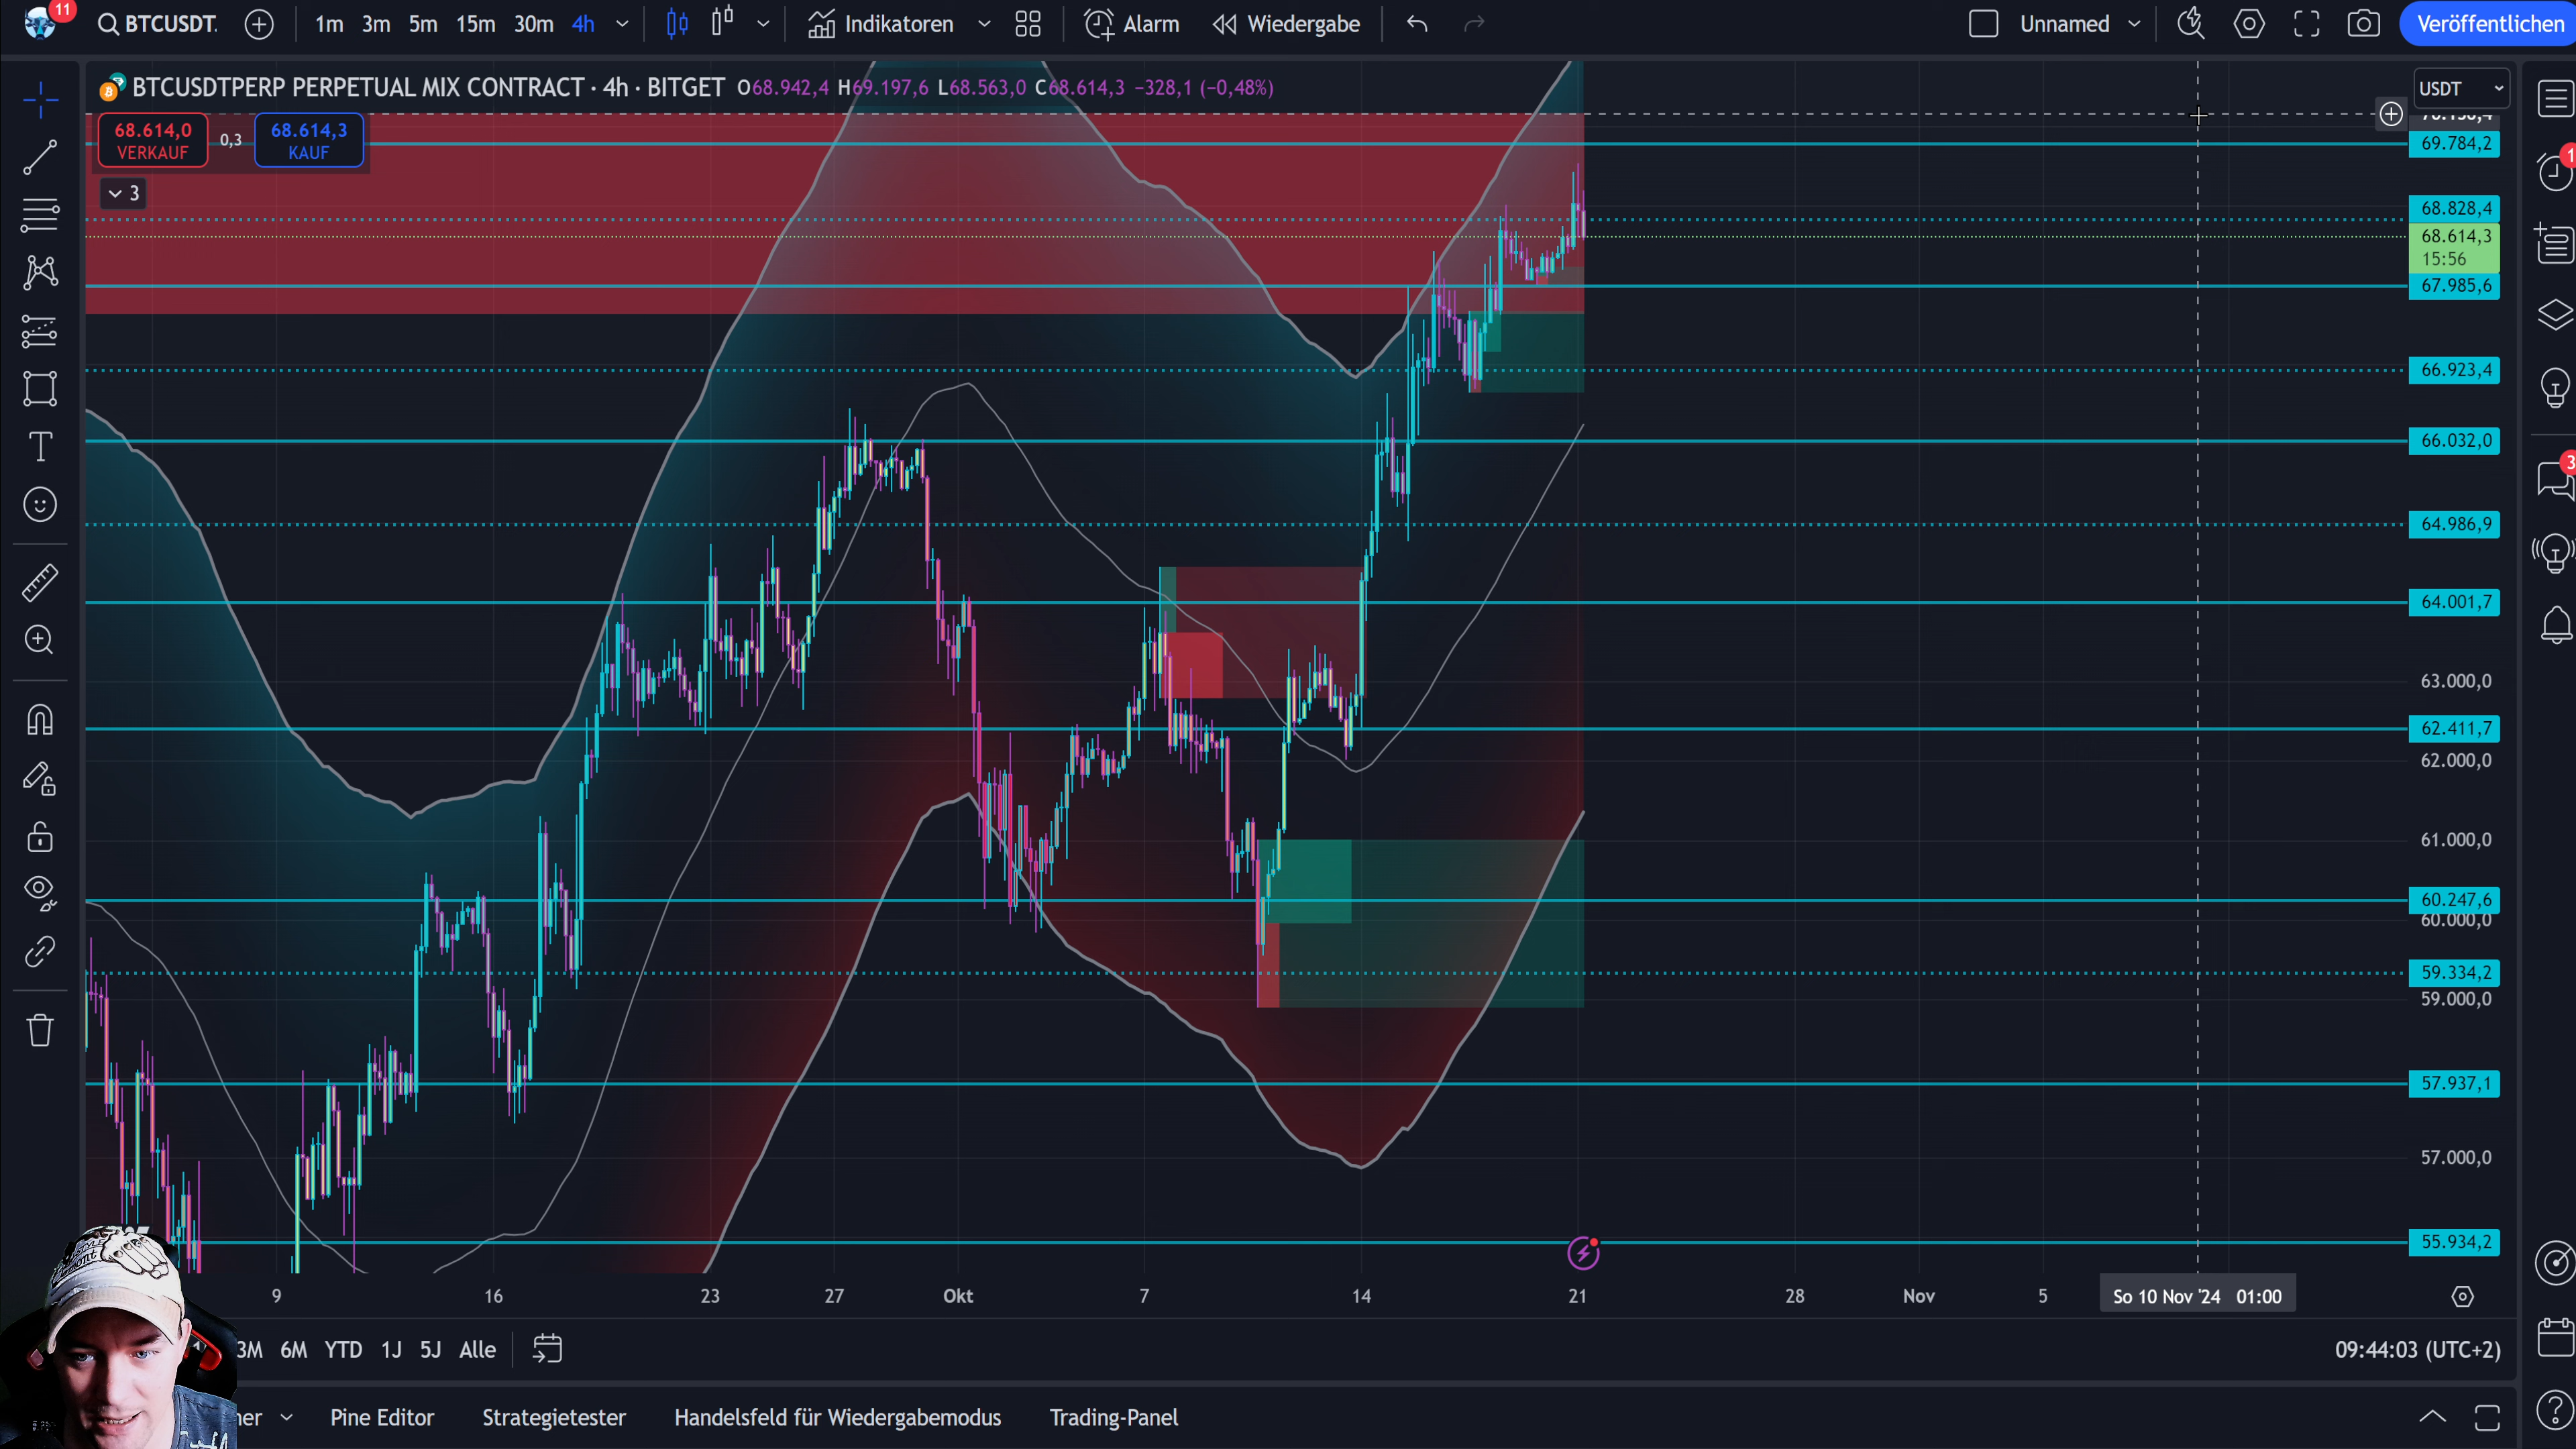 11
BTCUSDT.
1m 3m 5m 15m 30m 4h
Indikatoren
Alarm
Wiedergabe
Unnamed
Veröffentlichen
BTCUSDTPERP PERPETUAL MIX CONTRACT · 4h · BITGET O68.942,4 H69.197,6 L68.563,0 C68.614,3 −328,1 (−0,48%)
USDT
68.614,0
VERKAUF
0,3
68.614,3
KAUF
3
69.784,2
68.828,4
68.614,3
15:56
67.985,6
66.923,4
66.032,0
64.986,9
64.001,7
63.000,0
62.411,7
62.000,0
61.000,0
60.247,6
60.000,0
59.334,2
59.000,0
57.937,1
57.000,0
55.934,2
1
3
9 16 23 27 Okt 7 14 21 28 Nov 5
So 10 Nov '24 01:00
3M 6M YTD 1J 5J Alle
09:44:03 (UTC+2)
ner
Pine Editor
Strategietester
Handelsfeld für Wiedergabemodus
Trading-Panel